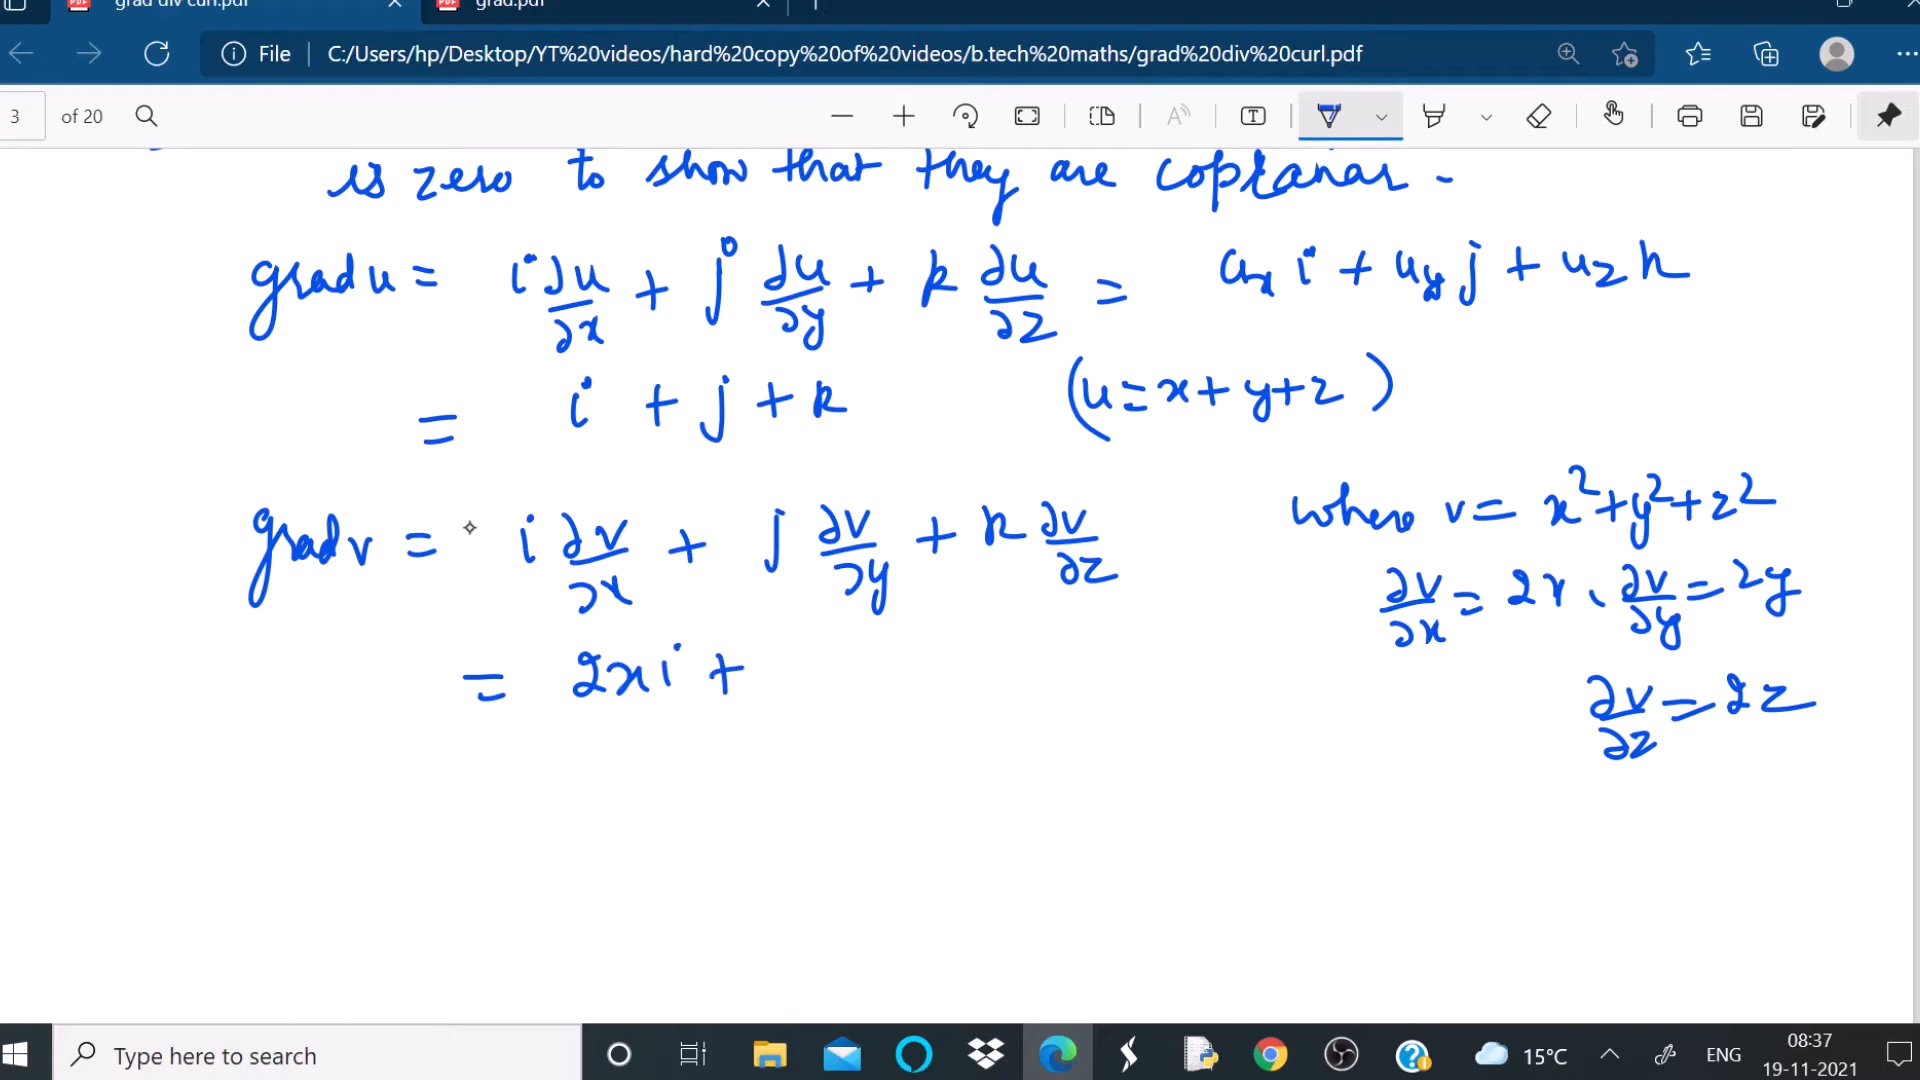 grad div curl.pdf
grad.pdf
File C:/Users/hp/Desktop/YT%20videos/hard%20copy%20of%20videos/b.tech%20maths/grad%20div%20curl.pdf
3 of 20
is zero to show that they are coplanar -
grad u = i ∂u/∂x + j ∂u/∂y + k ∂u/∂z = u_x i + u_y j + u_z k
= i + j + k (u = x + y + z)
grad v = i ∂v/∂x + j ∂v/∂y + k ∂v/∂z where v = x² + y² + z²
∂v/∂x = 2x, ∂v/∂y = 2y
= 2xi +
∂v/∂z = 2z
Type here to search
15°C ENG 08:37
19-11-2021